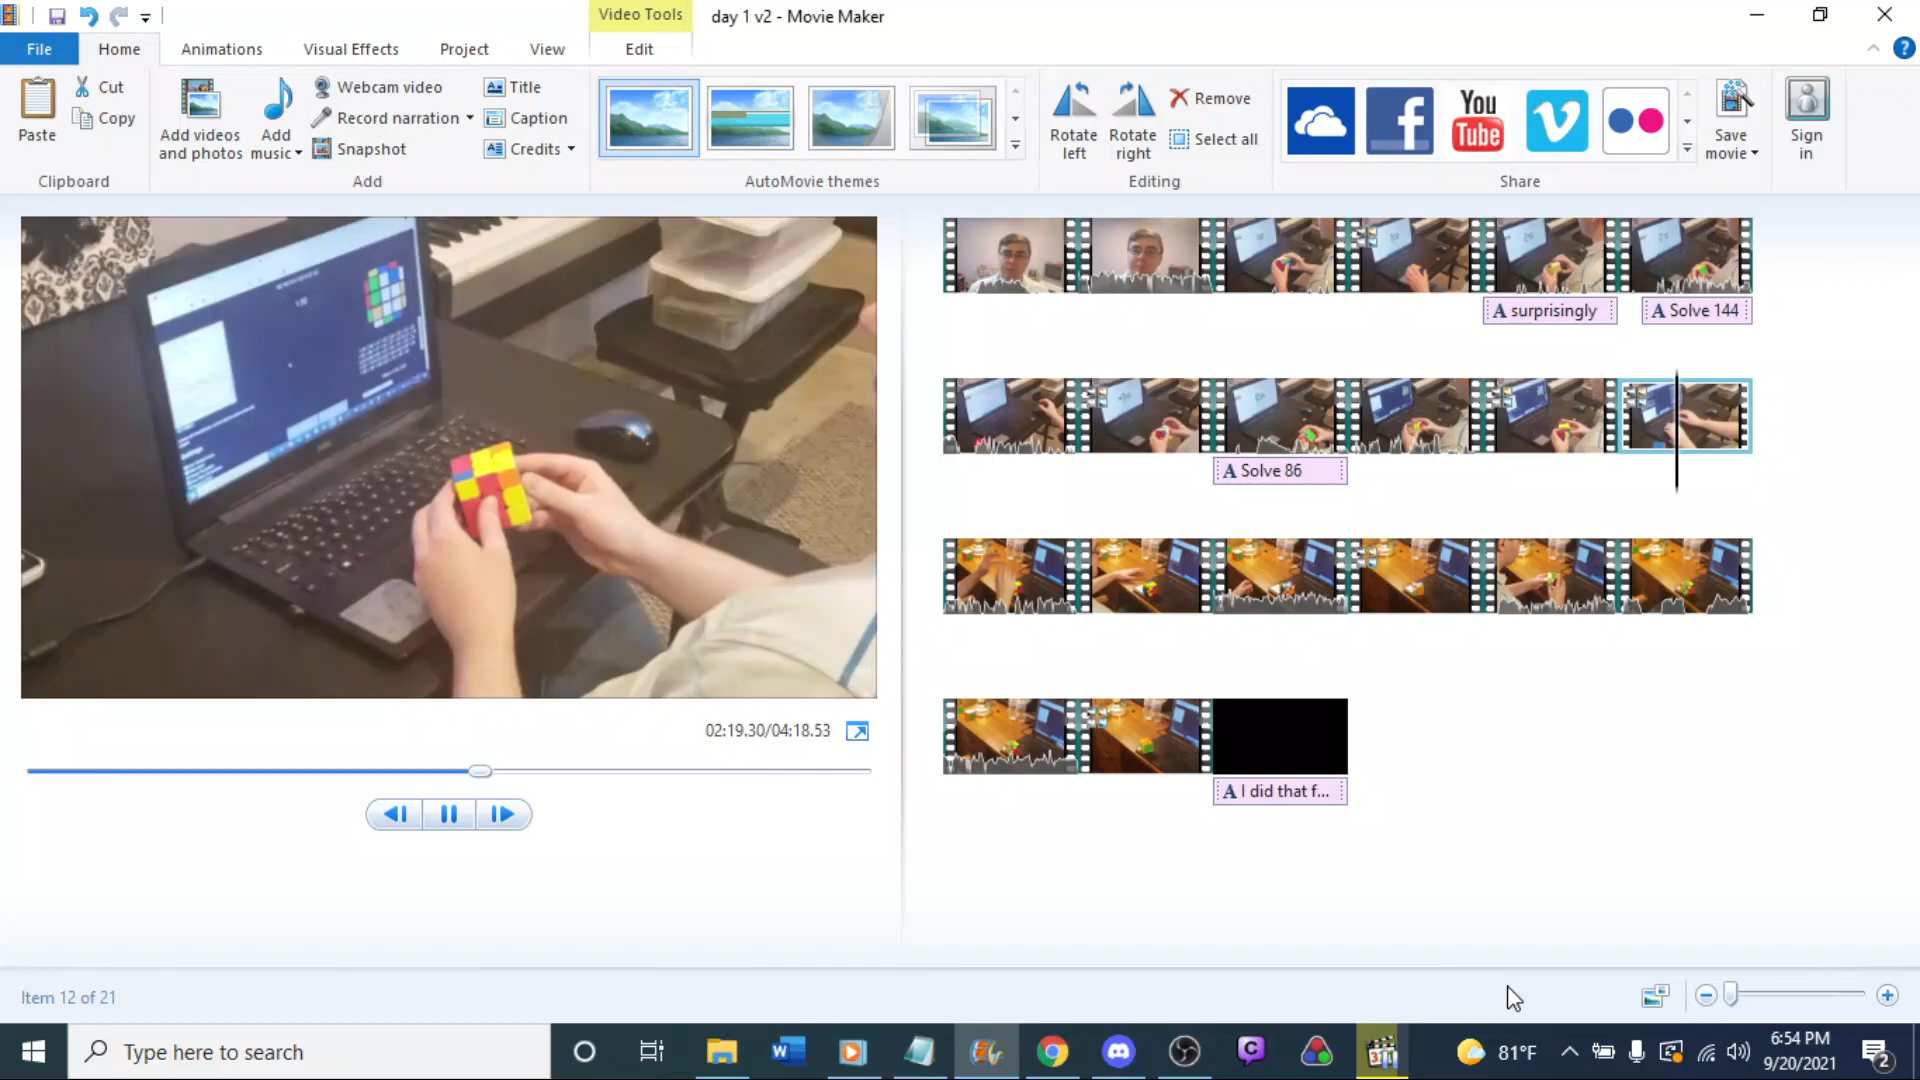 Video Tools
day 1 v2 - Movie Maker
File
Home
Animations
Visual Effects
Project
View
Edit
Paste
Cut
Copy
Clipboard
Add videos
and photos
Add
music
Webcam video
Record narration
Snapshot
Title
Caption
Credits
Add
AutoMovie themes
Rotate
left
Rotate
right
Remove
Select all
Editing
You
Tube
Share
Save
movie
Sign
in
A surprisingly
A Solve 144
A Solve 86
A I did that f...
02:19.30/04:18.53
Item 12 of 21
Type here to search
81°F
6:54 PM
9/20/2021
2